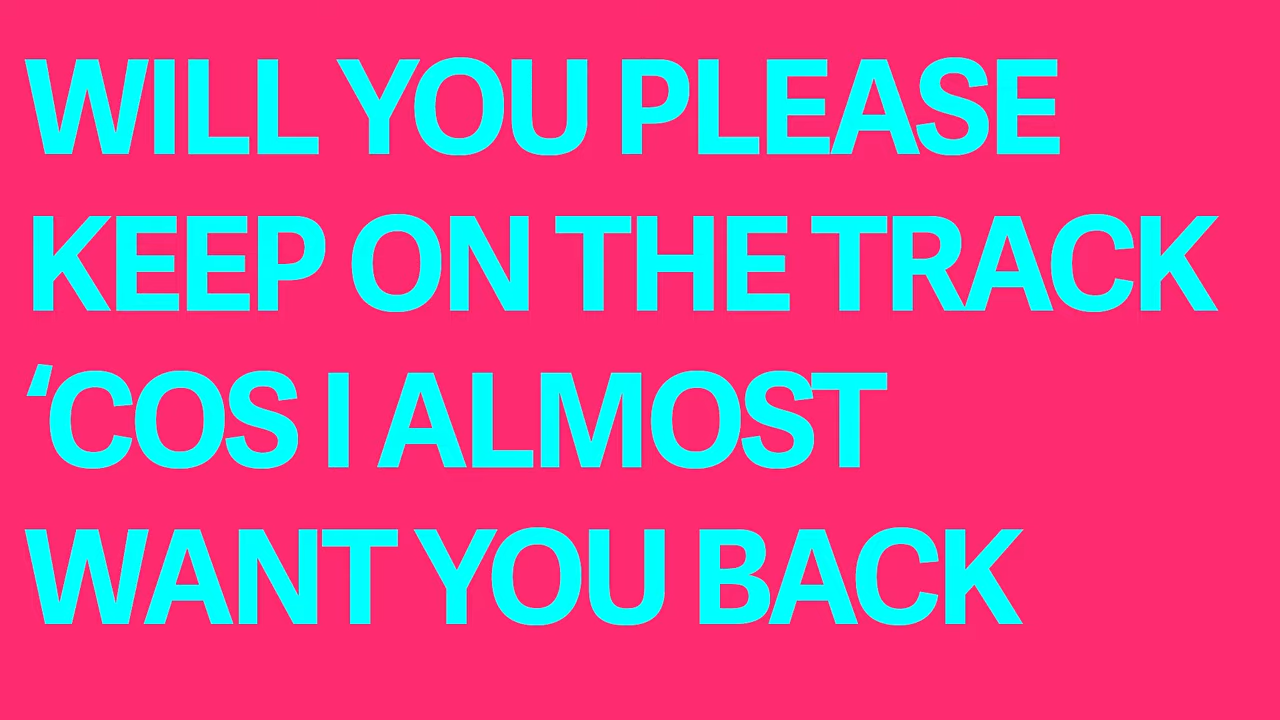 WILL YOU PLEASE
KEEP ON THE TRACK
‘COS I ALMOST
WANT YOU BACK